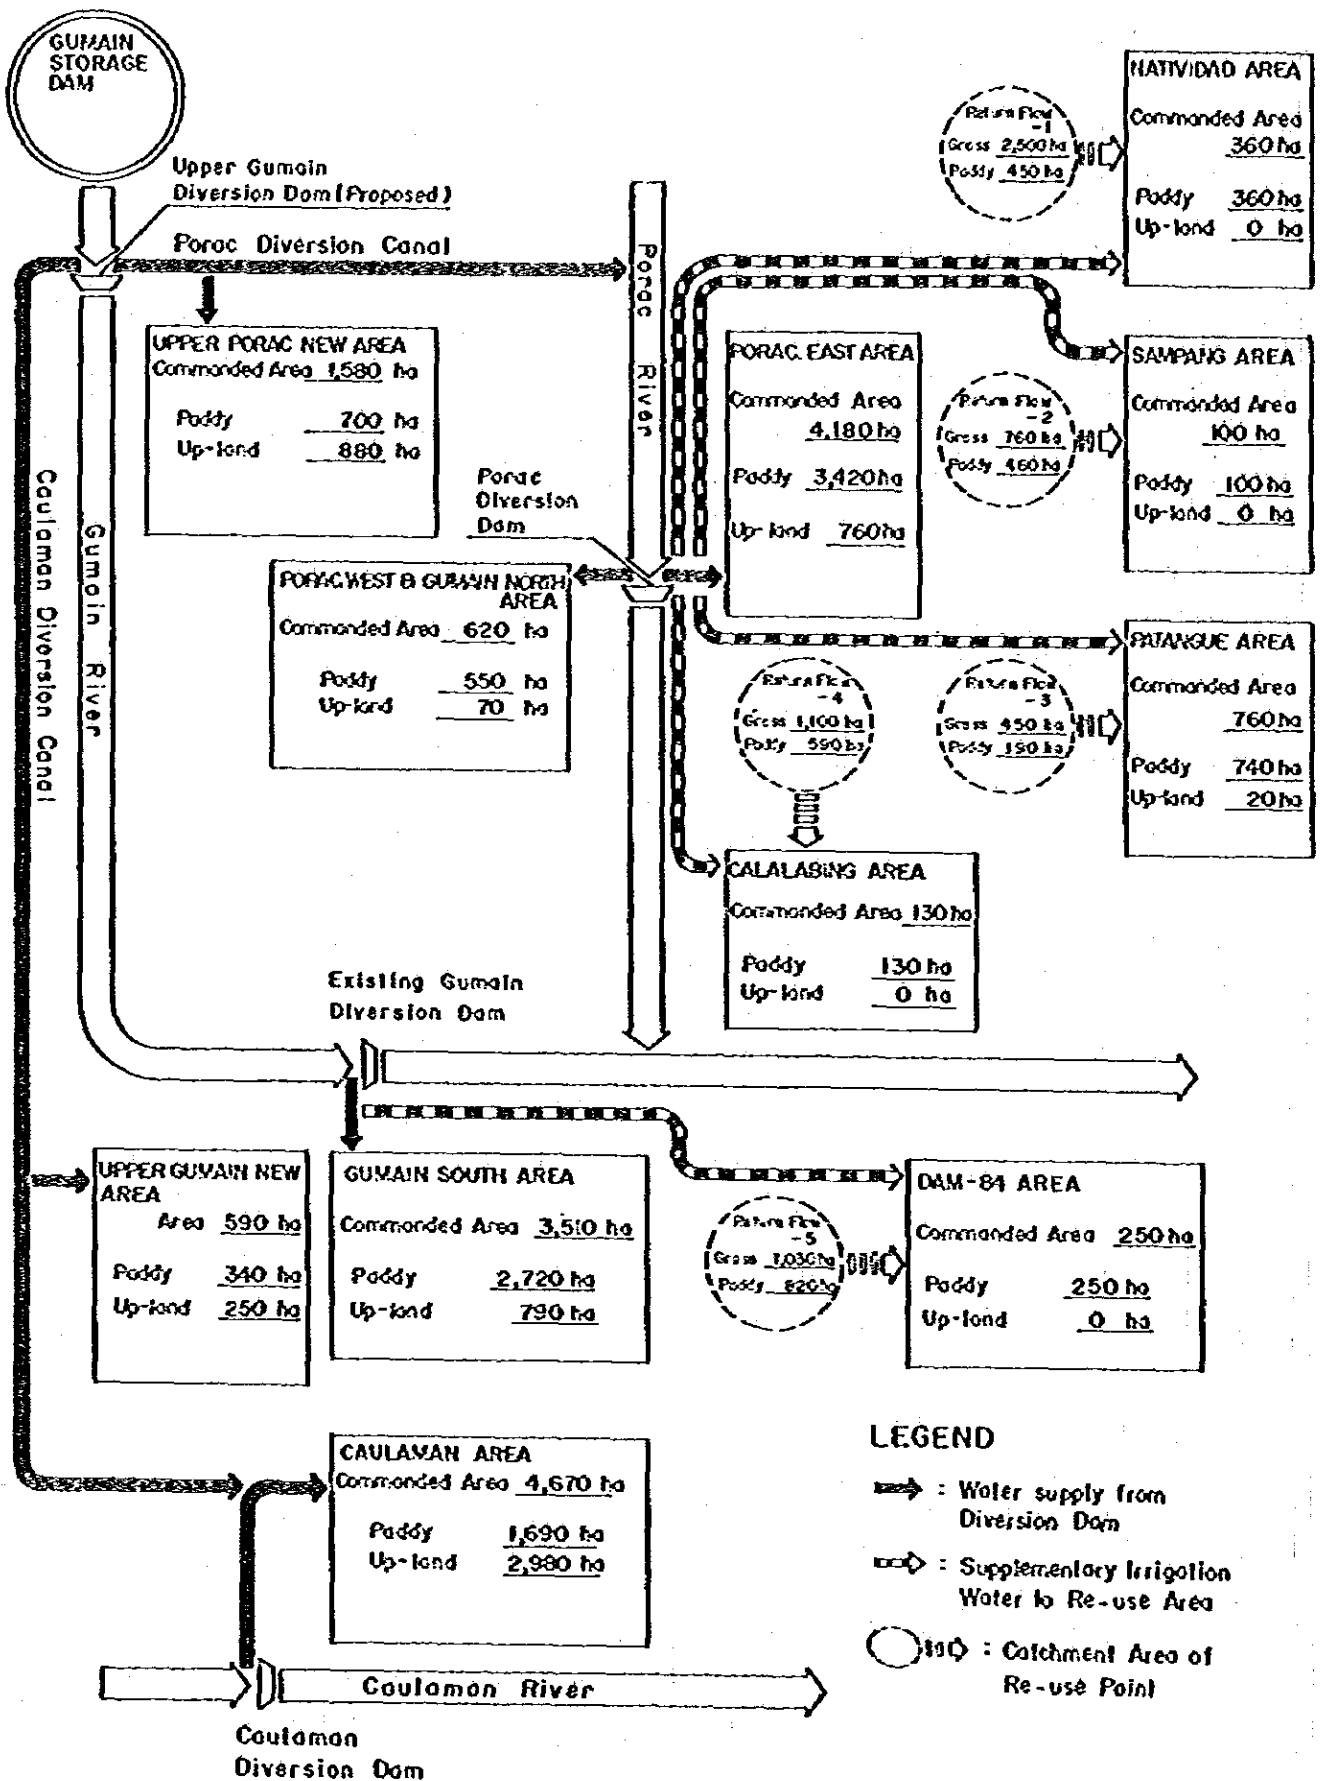 GUMAIN
STORAGE
DAM
Upper Gumain
Diversion Dam (Proposed)
Porac Diversion Canal
Porac River
Caulaman Diversion Canal
Gumain River
UPPER PORAC NEW AREA
Commanded Area 1,580 ha
Paddy 700 ha
Up-land 880 ha
Porac
Diversion
Dam
PORAC WEST & GUMAIN NORTH
AREA
Commanded Area 620 ha
Paddy 550 ha
Up-land 70 ha
PORAC EAST AREA
Commanded Area
4,180 ha
Paddy 3,420 ha
Up-land 760 ha
Return Flow
-1
Gross 2,500 ha
Paddy 450 ha
NATIVIDAD AREA
Commanded Area
360 ha
Paddy 360 ha
Up-land 0 ha
Return Flow
-2
Gross 760 ha
Paddy 460 ha
SAMPANG AREA
Commanded Area
100 ha
Paddy 100 ha
Up-land 0 ha
Return Flow
-3
Gross 450 ha
Paddy 190 ha
PATANGUE AREA
Commanded Area
760 ha
Paddy 740 ha
Up-land 20 ha
Return Flow
-4
Gross 1,100 ha
Paddy 590 ha
CALALABING AREA
Commanded Area 130 ha
Paddy 130 ha
Up-land 0 ha
Existing Gumain
Diversion Dam
UPPER GUMAIN NEW
AREA
Area 590 ha
Paddy 340 ha
Up-land 250 ha
GUMAIN SOUTH AREA
Commanded Area 3,510 ha
Paddy 2,720 ha
Up-land 790 ha
Return Flow
-5
Gross 1,030 ha
Paddy 820 ha
DAM-84 AREA
Commanded Area 250 ha
Paddy 250 ha
Up-land 0 ha
CAULAMAN AREA
Commanded Area 4,670 ha
Paddy 1,690 ha
Up-land 2,980 ha
Caulaman River
Caulaman
Diversion Dam
LEGEND
: Water supply from
Diversion Dam
: Supplementary Irrigation
Water to Re-use Area
: Catchment Area of
Re-use Point